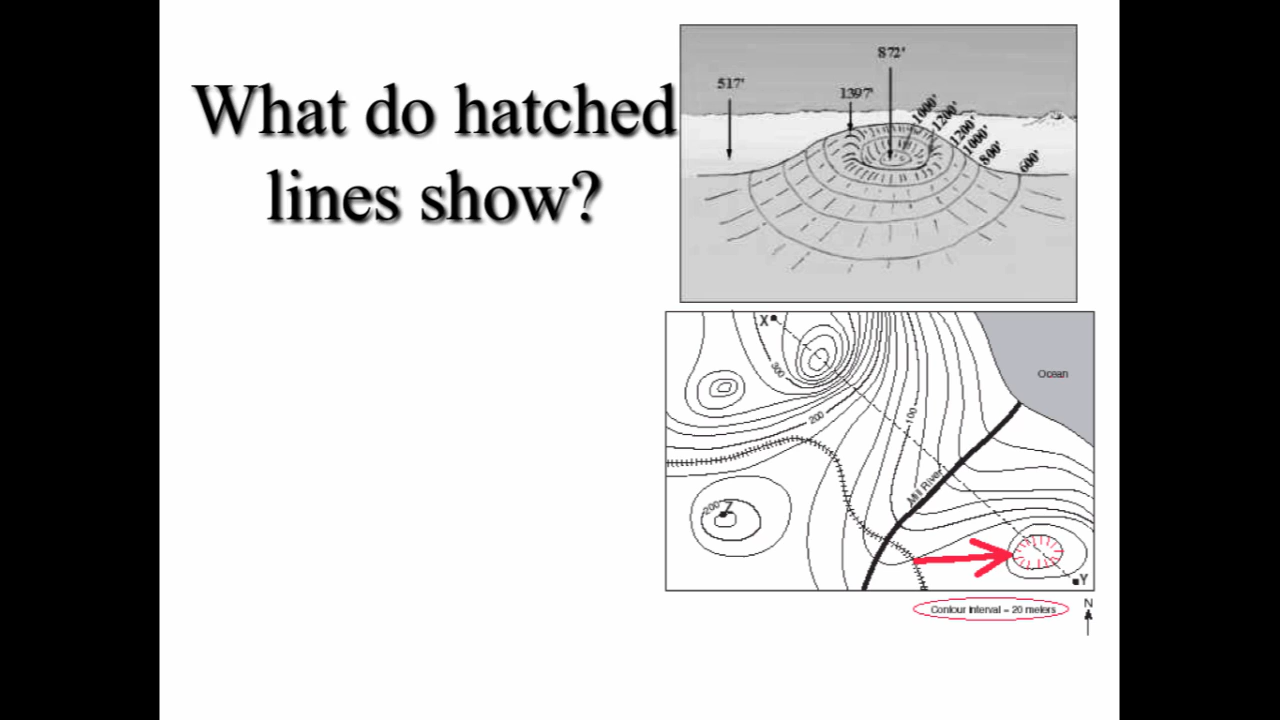 What do hatched
lines show?
872'
517'
1397'
1000'
1200'
1200'
1000'
800'
600'
X
300
Ocean
200
100
Mill River
200
Z
Y
Contour interval = 20 meters
N